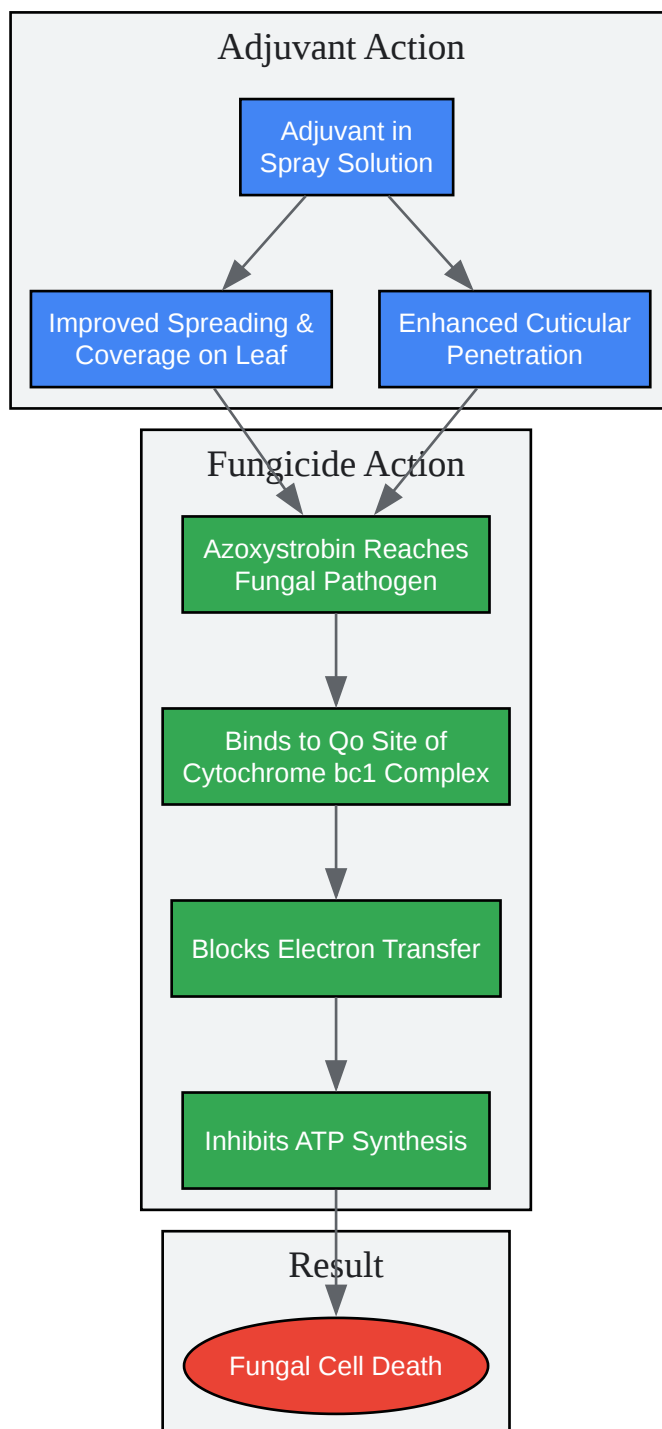 Adjuvant Action
Adjuvant in
Spray Solution
Improved Spreading &
Coverage on Leaf
Enhanced Cuticular
Penetration
Fungicide Action
Azoxystrobin Reaches
Fungal Pathogen
Binds to Qo Site of
Cytochrome bc1 Complex
Blocks Electron Transfer
Inhibits ATP Synthesis
Result
Fungal Cell Death